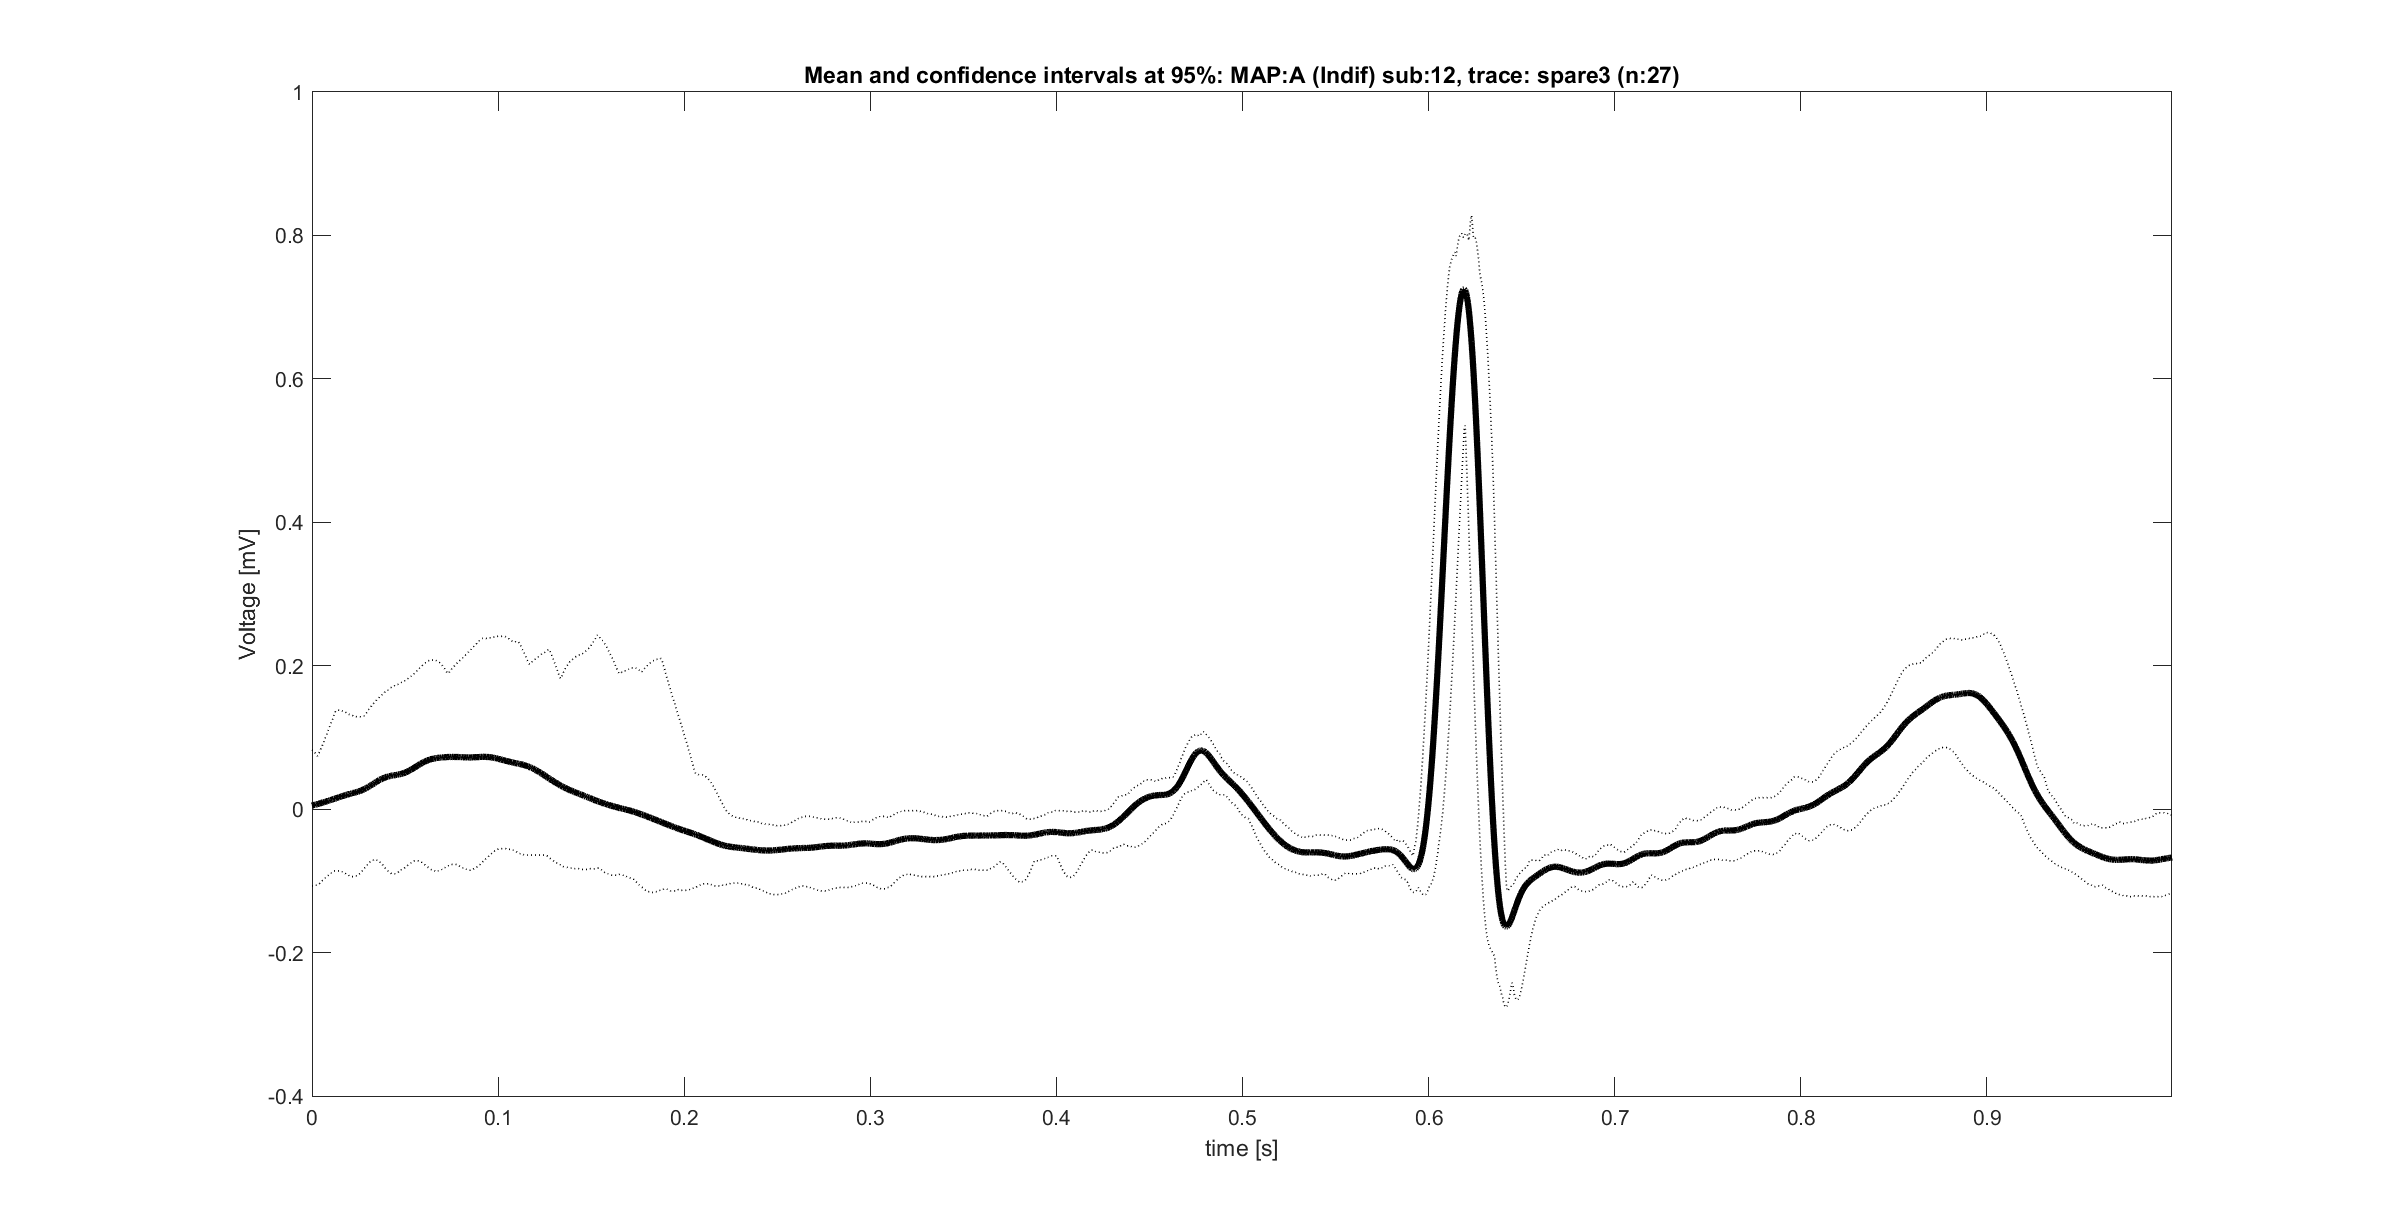 Mean and confidence intervals at 95%: MAP:A (Indif) sub:12, trace: spare3 (n:27)
1
0.8
0.6
0.4
0.2
0
-0.2
-0.4
Voltage [mV]
0 0.1 0.2 0.3 0.4 0.5 0.6 0.7 0.8 0.9
time [s]